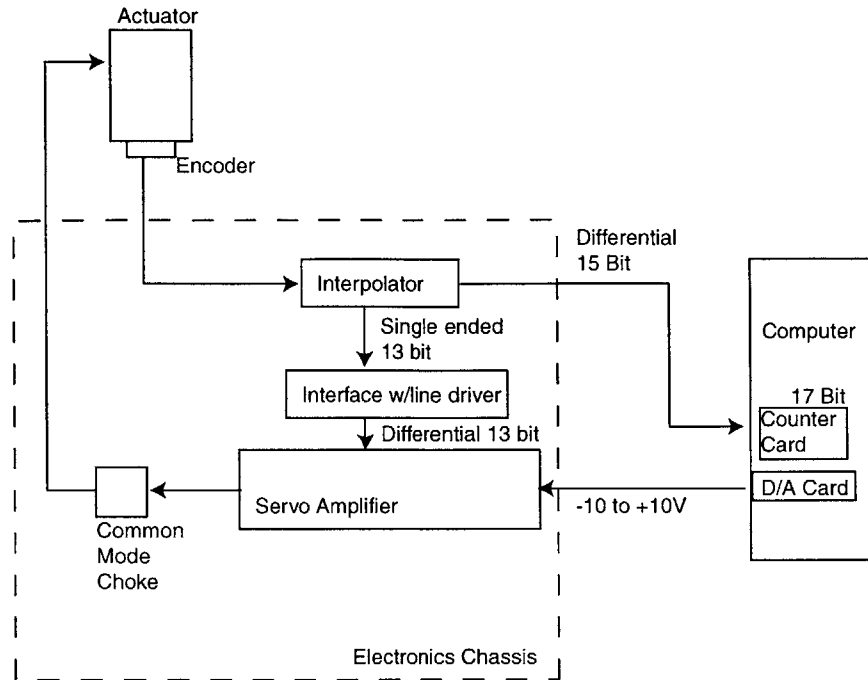 Actuator
Encoder
Differential
15 Bit
Interpolator
Single ended
13 bit
Computer
Interface w/line driver
17 Bit
Counter
Card
Differential 13 bit
Servo Amplifier
D/A Card
-10 to +10V
Common
Mode
Choke
Electronics Chassis